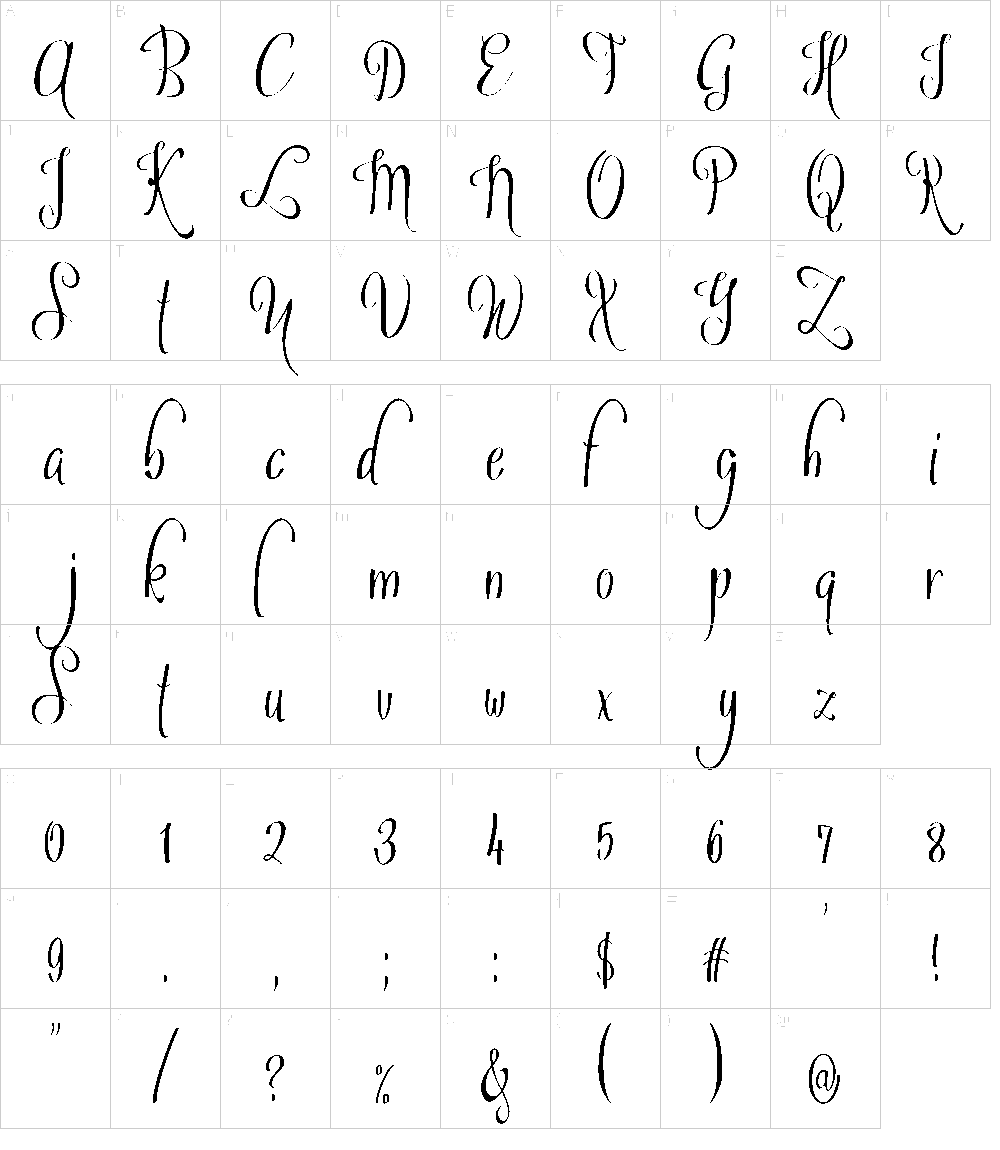 A B C D E F G H I
J K L M N O P Q R
S T U V W X Y Z
a b c d e f g h i
j k l m n o p q r
s t u v w x y z
0 1 2 3 4 5 6 7 8
9 . , ; : $ # ' !
" / ? % & ( ) @